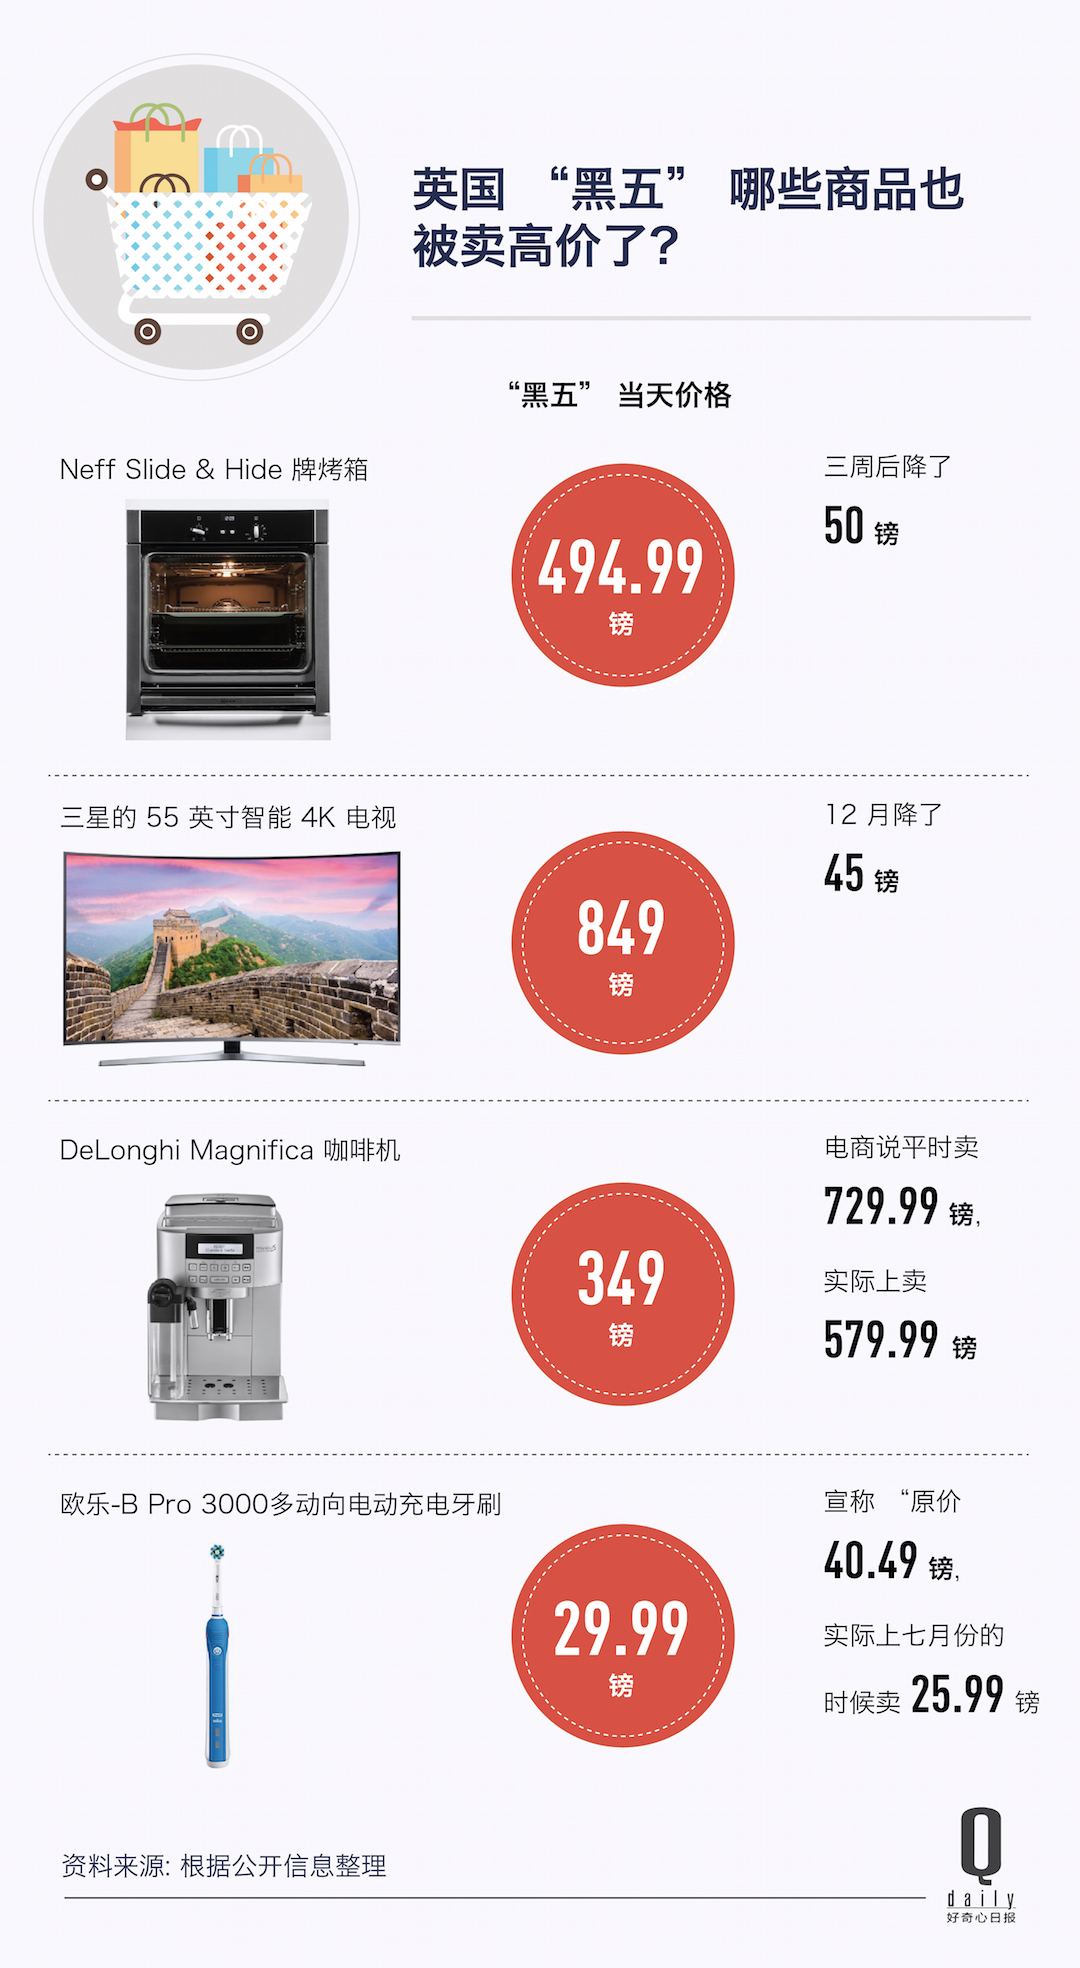 英国 “黑五” 哪些商品也
被卖高价了?
“黑五” 当天价格
Neff Slide & Hide 牌烤箱
494.99
镑
三周后降了
50 镑
三星的 55 英寸智能 4K 电视
849
镑
12 月降了
45 镑
DeLonghi Magnifica 咖啡机
349
镑
电商说平时卖
729.99 镑,
实际上卖
579.99 镑
欧乐-B Pro 3000多动向电动充电牙刷
29.99
镑
宣称 “原价
40.49 镑,
实际上七月份的
时候卖 25.99 镑
资料来源: 根据公开信息整理
Q
daily
好奇心日报